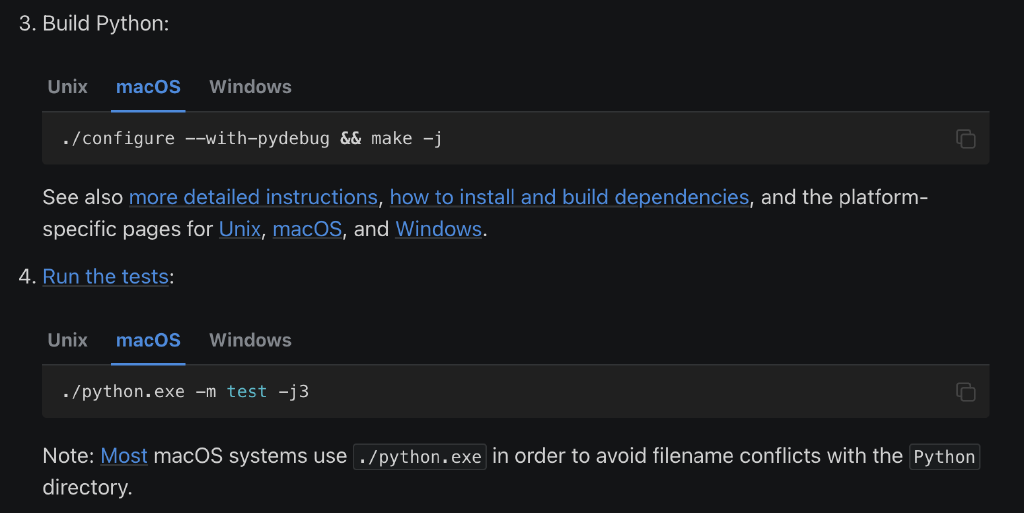 3. Build Python:
Unix macOS Windows
./configure --with-pydebug && make -j
See also more detailed instructions, how to install and build dependencies, and the platform-
specific pages for Unix, macOS, and Windows.
4. Run the tests:
Unix macOS Windows
./python.exe -m test -j3
Note: Most macOS systems use ./python.exe in order to avoid filename conflicts with the Python
directory.